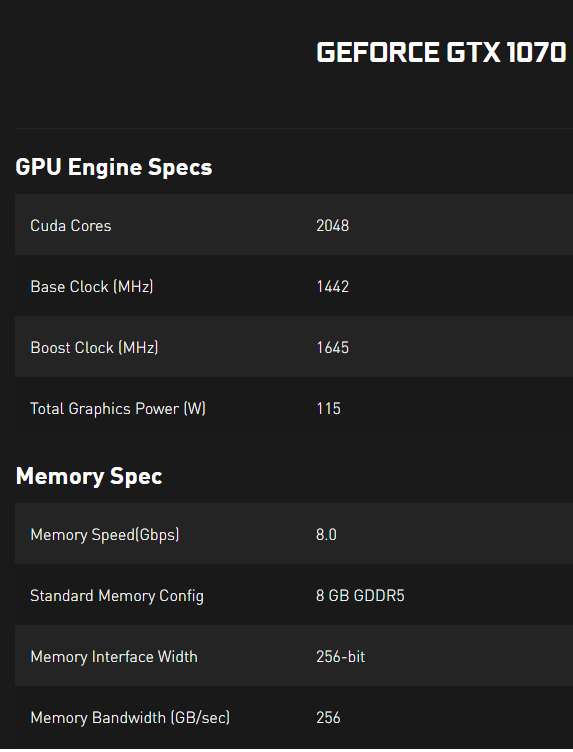 GEFORCE GTX 1070
GPU Engine Specs
Cuda Cores 2048
Base Clock (MHz) 1442
Boost Clock (MHz) 1645
Total Graphics Power (W) 115
Memory Spec
Memory Speed(Gbps) 8.0
Standard Memory Config 8 GB GDDR5
Memory Interface Width 256-bit
Memory Bandwidth (GB/sec) 256